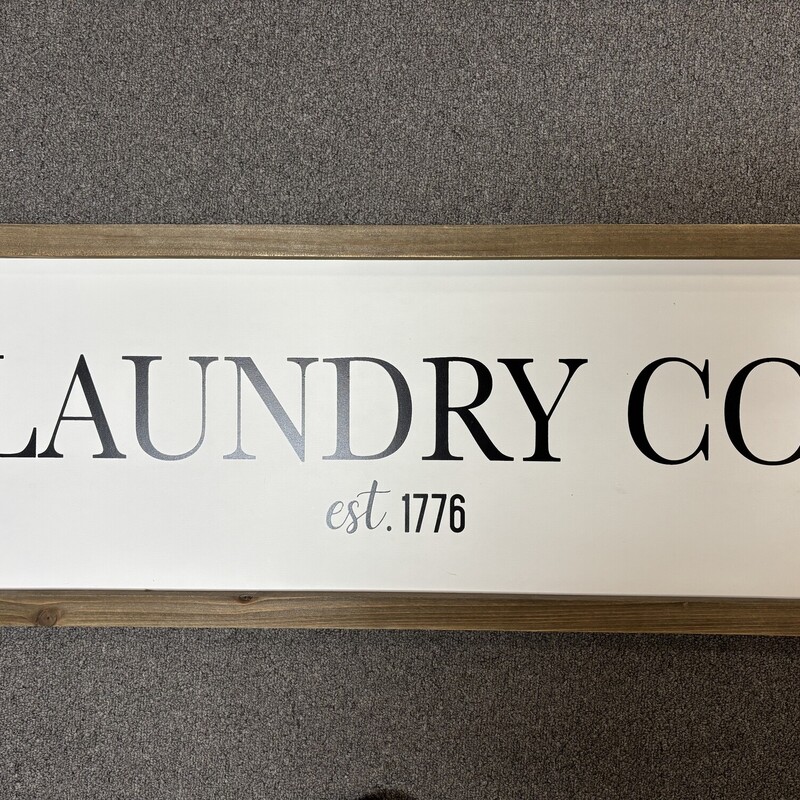 LAUNDRY CO
est. 1776